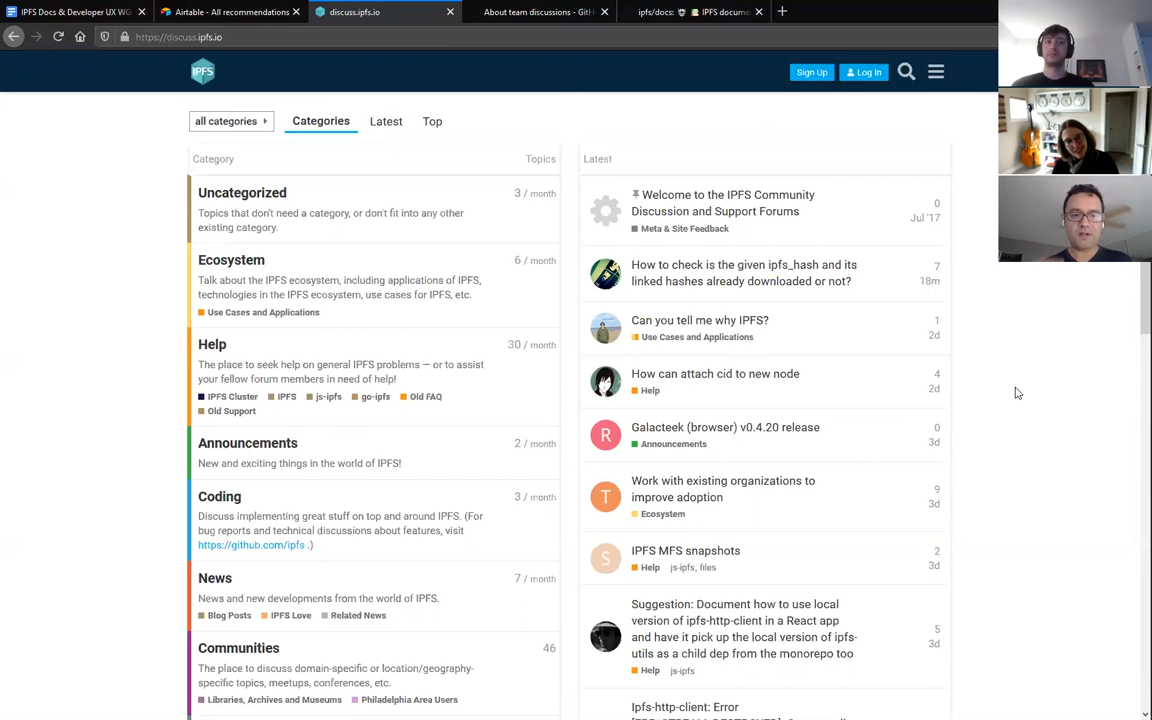 IPFS Docs & Developer UX WG
Airtable - All recommendations
discuss.ipfs.io
About team discussions - GitH
ipfs/docs: IPFS docume
https://discuss.ipfs.io
IPFS
Sign Up
Log In
all categories
Categories
Latest
Top
Category
Topics
Uncategorized
3 / month
Topics that don't need a category, or don't fit into any other
existing category.
Ecosystem
6 / month
Talk about the IPFS ecosystem, including applications of IPFS,
technologies in the IPFS ecosystem, use cases for IPFS, etc.
Use Cases and Applications
Help
30 / month
The place to seek help on general IPFS problems — or to assist
your fellow forum members in need of help!
IPFS Cluster IPFS js-ipfs go-ipfs Old FAQ
Old Support
Announcements
2 / month
New and exciting things in the world of IPFS!
Coding
3 / month
Discuss implementing great stuff on top and around IPFS. (For
bug reports and technical discussions about features, visit
https://github.com/ipfs .)
News
7 / month
News and new developments from the world of IPFS.
Blog Posts IPFS Love Related News
Communities
46
The place to discuss domain-specific or location/geography-
specific topics, meetups, conferences, etc.
Libraries, Archives and Museums Philadelphia Area Users
Latest
Welcome to the IPFS Community
Discussion and Support Forums
Meta & Site Feedback
0
Jul '17
How to check is the given ipfs_hash and its
linked hashes already downloaded or not?
7
18m
Can you tell me why IPFS?
Use Cases and Applications
1
2d
How can attach cid to new node
Help
4
2d
R
Galacteek (browser) v0.4.20 release
Announcements
0
3d
T
Work with existing organizations to
improve adoption
Ecosystem
9
3d
S
IPFS MFS snapshots
Help js-ipfs, files
2
3d
Suggestion: Document how to use local
version of ipfs-http-client in a React app
and have it pick up the local version of ipfs-
utils as a child dep from the monorepo too
Help js-ipfs
5
3d
Ipfs-http-client: Error